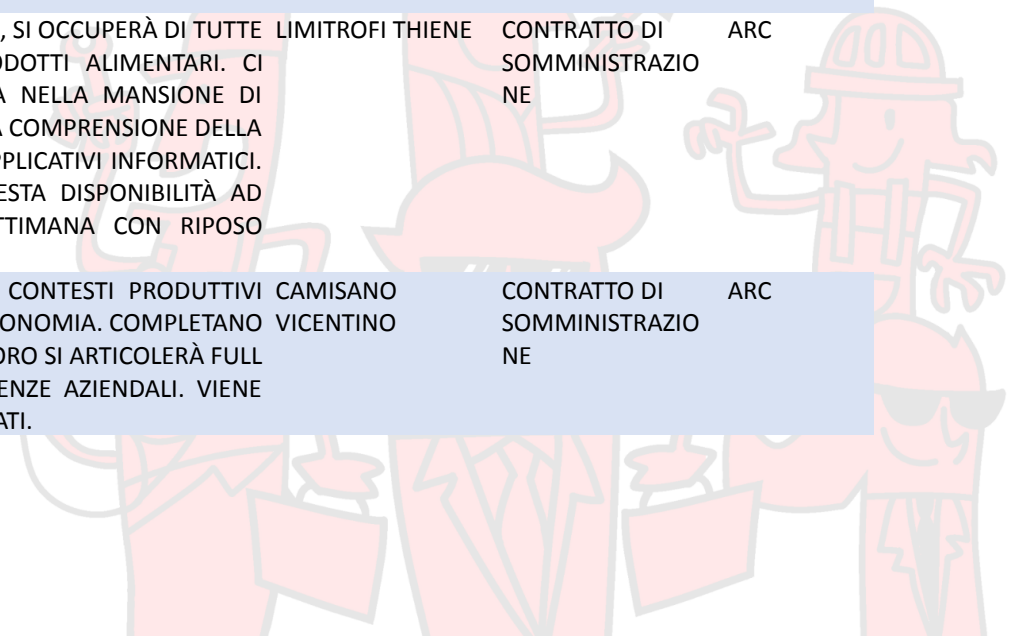 , SI OCCUPERÀ DI TUTTE LIMITROFI THIENE CONTRATTO DI ARC
ODOTTI ALIMENTARI. CI SOMMINISTRAZIO
A NELLA MANSIONE DI NE
A COMPRENSIONE DELLA
PPLICATIVI INFORMATICI.
ESTA DISPONIBILITÀ AD
TTIMANA CON RIPOSO
CONTESTI PRODUTTIVI CAMISANO CONTRATTO DI ARC
ONOMIA. COMPLETANO VICENTINO SOMMINISTRAZIO
ORO SI ARTICOLERÀ FULL NE
ENZE AZIENDALI. VIENE
ATI.